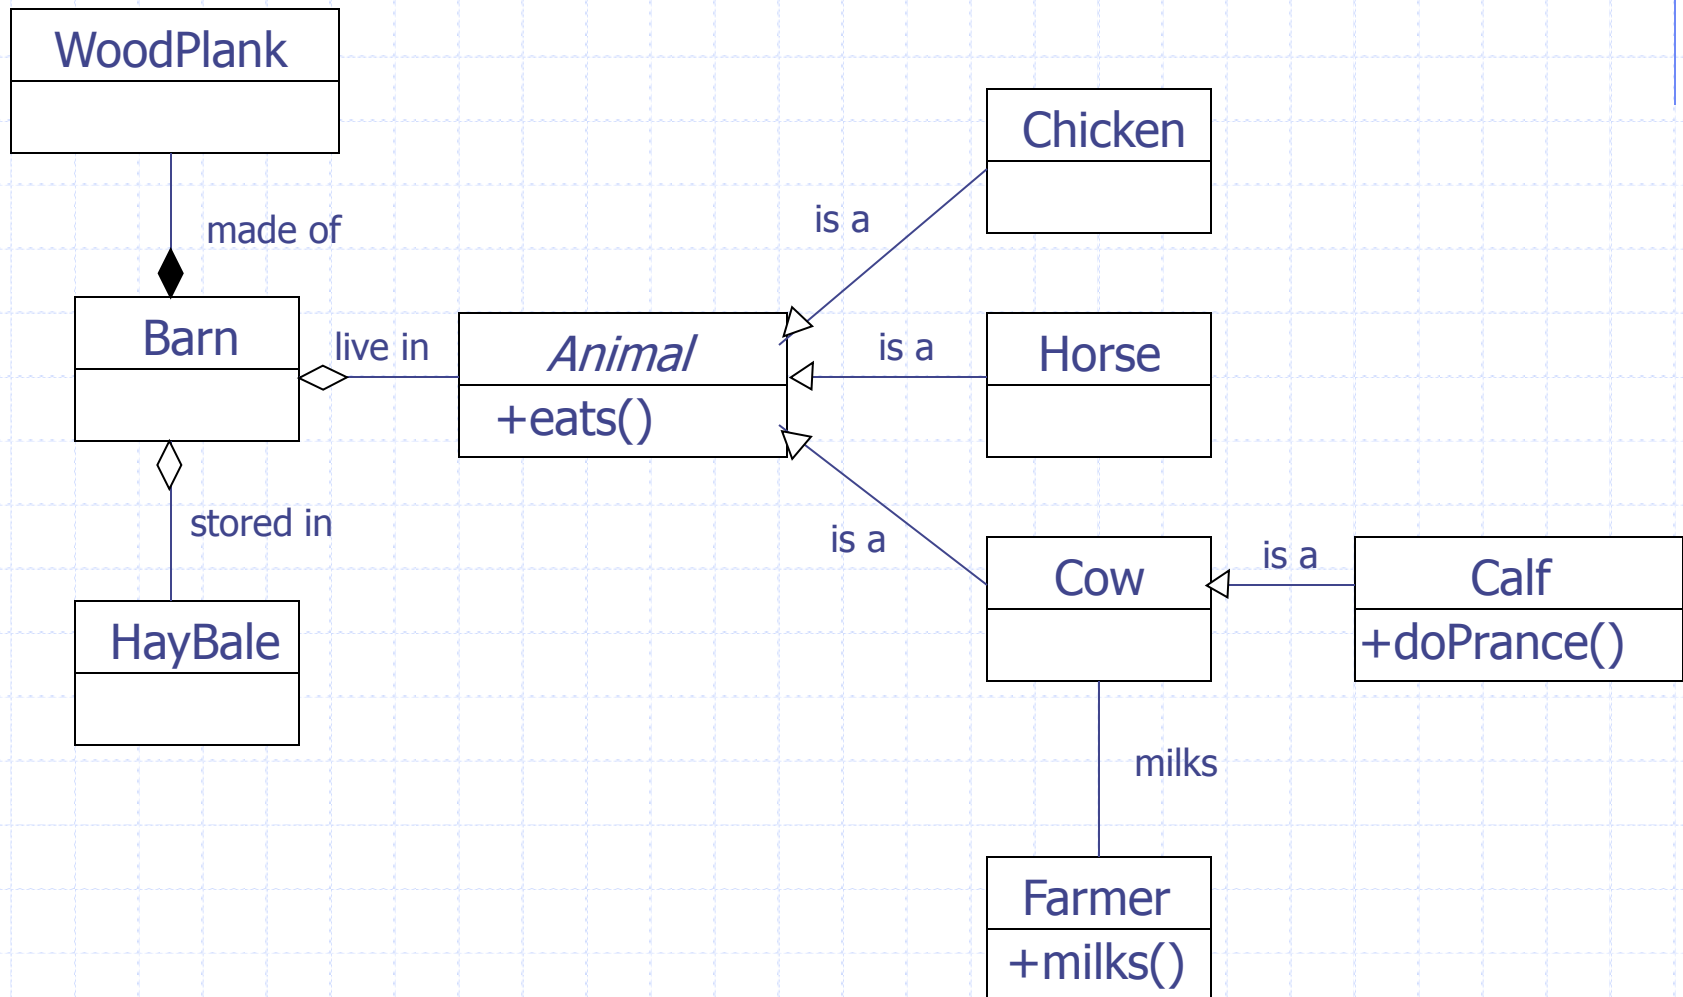 WoodPlank
Chicken
is a
made of
Barn
live in
Animal
+eats()
is a
Horse
stored in
is a
Cow
is a
Calf
+doPrance()
HayBale
milks
Farmer
+milks()